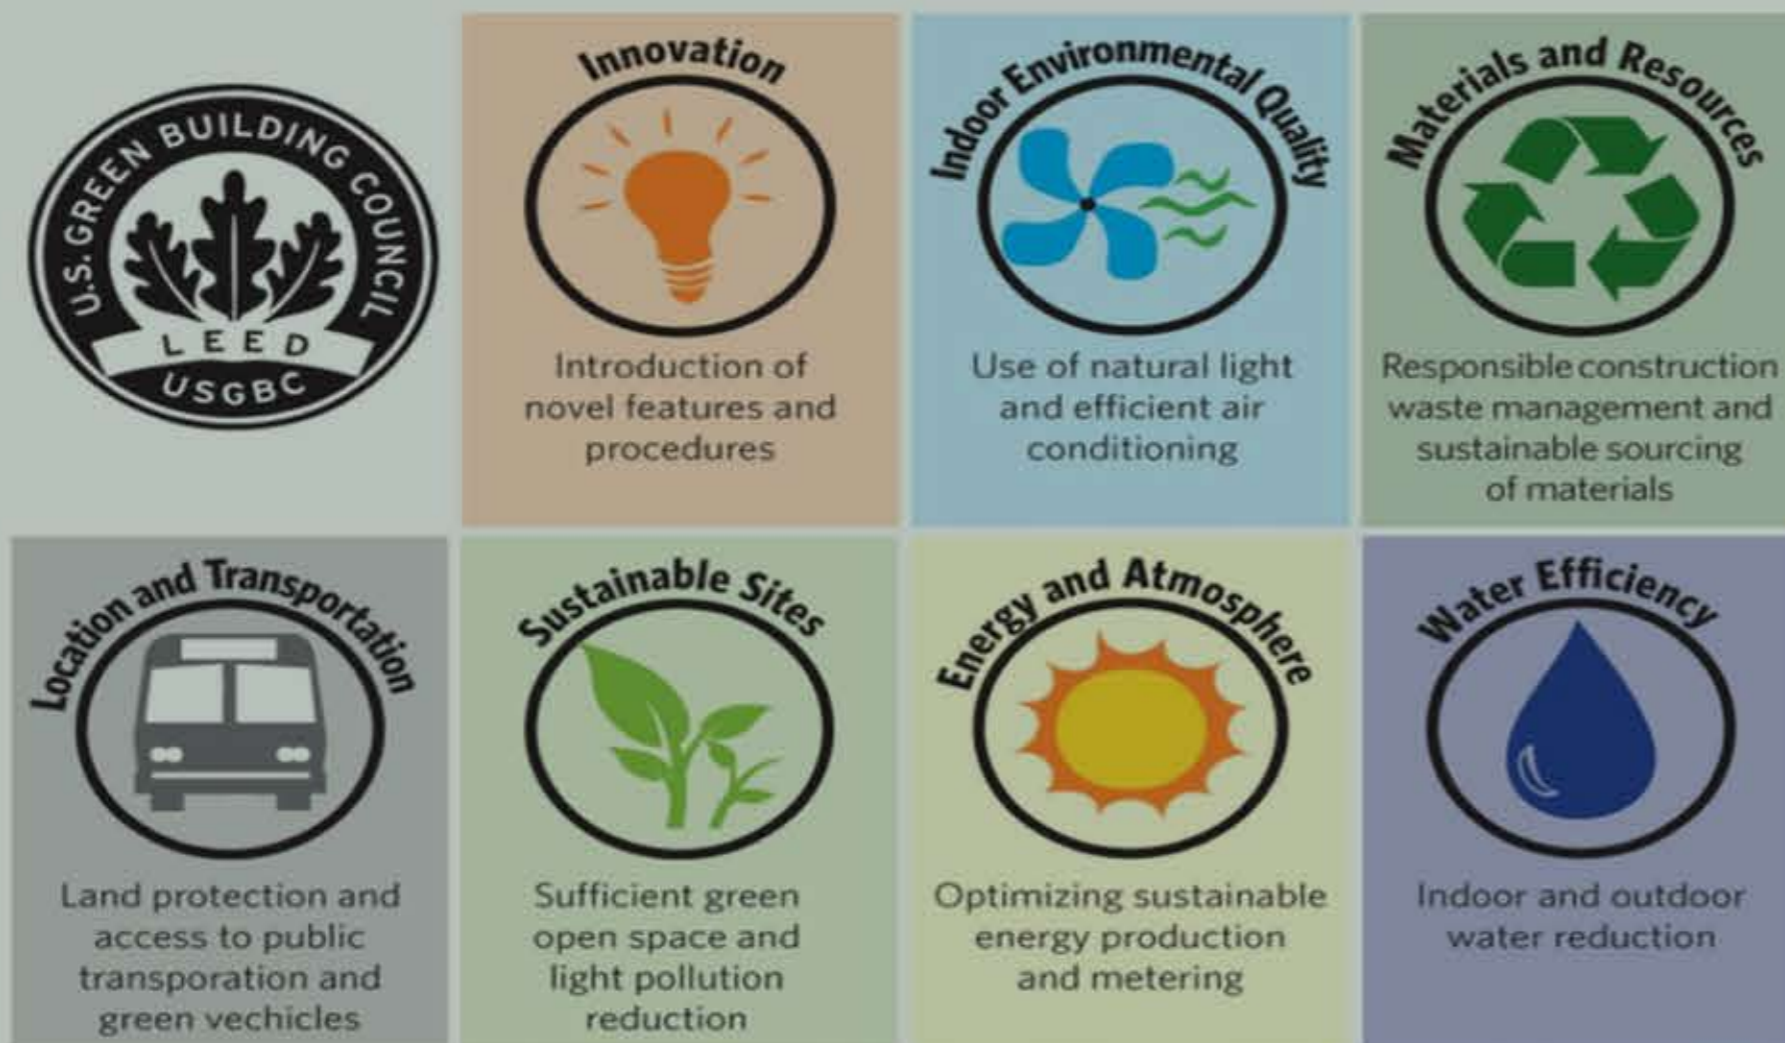 U.S. GREEN BUILDING COUNCIL
LEED
USGBC
Innovation
Introduction of
novel features and
procedures
Indoor Environmental Quality
Use of natural light
and efficient air
conditioning
Materials and Resources
Responsible construction
waste management and
sustainable sourcing
of materials
Location and Transportation
Land protection and
access to public
transporation and
green vechicles
Sustainable Sites
Sufficient green
open space and
light pollution
reduction
Energy and Atmosphere
Optimizing sustainable
energy production
and metering
Water Efficiency
Indoor and outdoor
water reduction